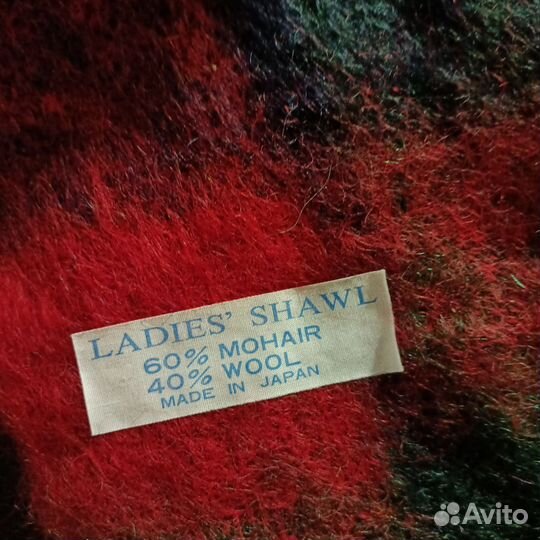 LADIES' SHAWL
60% MOHAIR
40% WOOL
MADE IN JAPAN
Avito